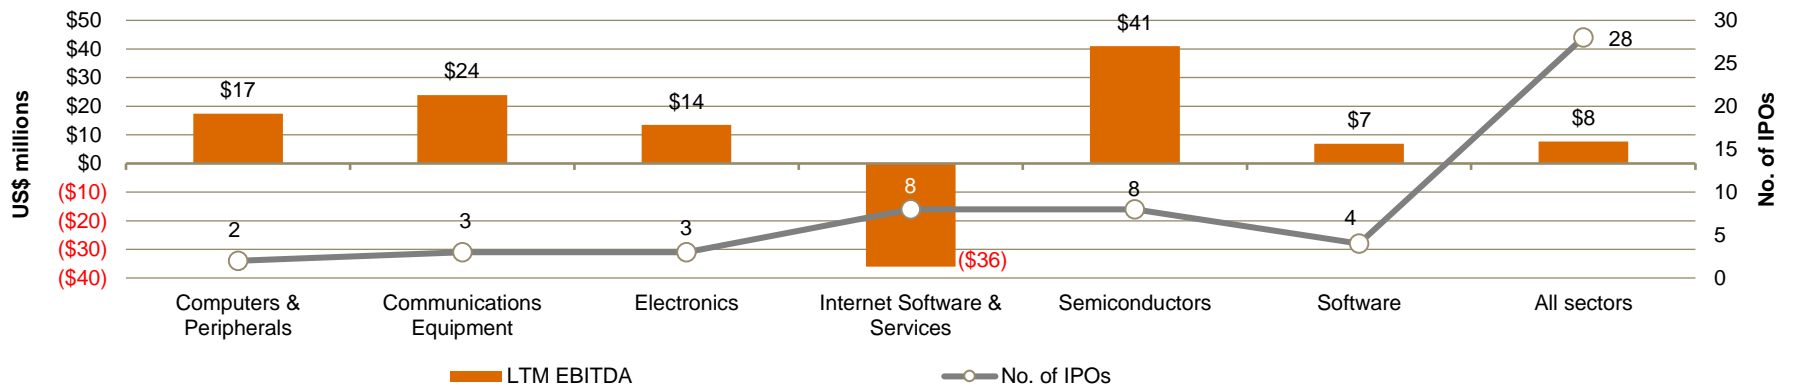 $50
$40
$30
$20
$10
$0
($10)
($20)
($30)
($40)
US$ millions
30
25
20
15
10
5
0
No. of IPOs
$17
$24
$14
($36)
$41
$7
$8
2
3
3
8
8
4
28
Computers &
Peripherals
Communications
Equipment
Electronics
Internet Software &
Services
Semiconductors
Software
All sectors
LTM EBITDA
No. of IPOs